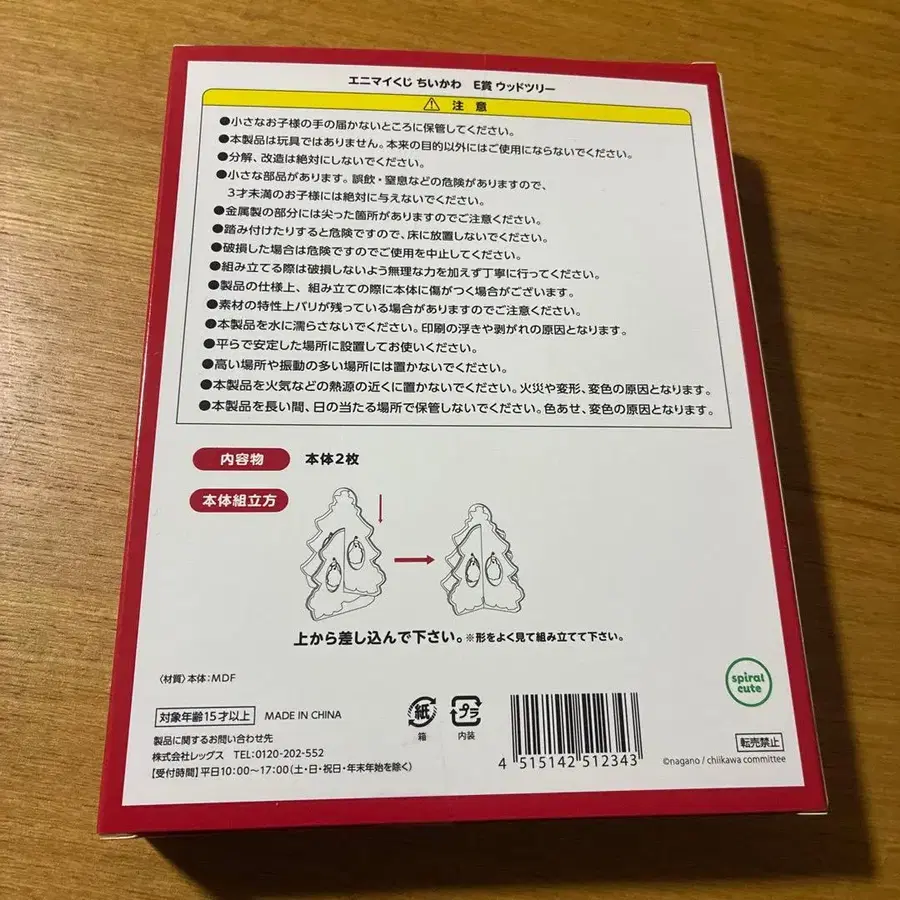 エニマイくじ ちいかわ　E賞 ウッドツリー
注 意
●小さなお子様の手の届かないところに保管してください。
●本製品は玩具ではありません。本来の目的以外にはご使用にならないでください。
●分解、改造は絶対にしないでください。
●小さな部品があります。誤飲・窒息などの危険がありますので、
3才未満のお子様には絶対に与えないでください。
●金属製の部分には尖った箇所がありますのでご注意ください。
●踏み付けたりすると危険ですので、床に放置しないでください。
●破損した場合は危険ですのでご使用を中止してください。
●組み立てる際は破損しないよう無理な力を加えず丁寧に行ってください。
●製品の仕様上、組み立ての際に本体に傷がつく場合がございます。
●素材の特性上バリが残っている場合がありますのでご注意ください。
●本製品を水に濡らさないでください。印刷の浮きや剥がれの原因となります。
●平らで安定した場所に設置してお使いください。
●高い場所や振動の多い場所には置かないでください。
●本製品を火気などの熱源の近くに置かないでください。火災や変形、変色の原因となります。
●本製品を長い間、日の当たる場所で保管しないでください。色あせ、変色の原因となります。
内容物　本体2枚
本体組立方
上から差し込んで下さい。※形をよく見て組み立てて下さい。
〈材質〉本体:MDF
spiral
cute
対象年齢15才以上　MADE IN CHINA
紙
箱
プラ
内装
製品に関するお問い合わせ先
株式会社レッグス　TEL:0120-202-552
【受付時間】平日10:00〜17:00(土・日・祝日・年末年始を除く)
4 515142 512343
転売禁止
©nagano / chiikawa committee